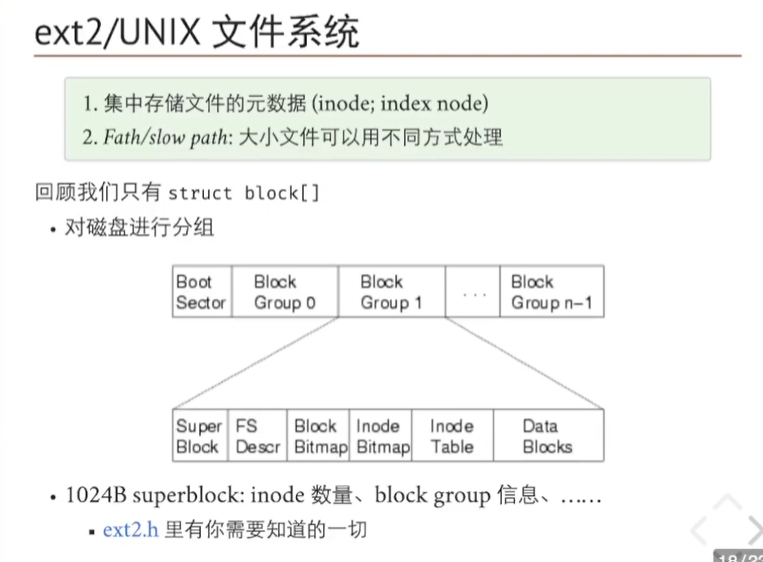 ext2/UNIX 文件系统
1. 集中存储文件的元数据 (inode; index node)
2. Fath/slow path: 大小文件可以用不同方式处理
回顾我们只有 struct block[]
• 对磁盘进行分组
Boot Sector
Block Group 0
Block Group 1
· · ·
Block Group n−1
Super Block
FS Descr
Block Bitmap
Inode Bitmap
Inode Table
Data Blocks
• 1024B superblock: inode 数量、block group 信息、……
▪ ext2.h 里有你需要知道的一切